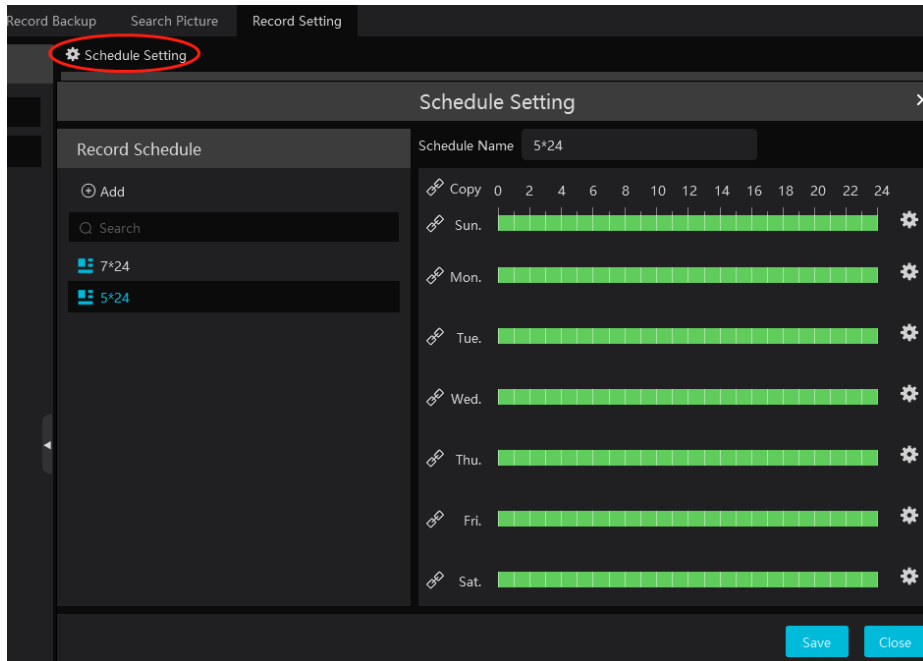 Record Backup Search Picture Record Setting
Schedule Setting
Schedule Setting
Record Schedule
Add
Search
7*24
5*24
Schedule Name 5*24
Copy 0 2 4 6 8 10 12 14 16 18 20 22 24
Sun.
Mon.
Tue.
Wed.
Thu.
Fri.
Sat.
Save Close